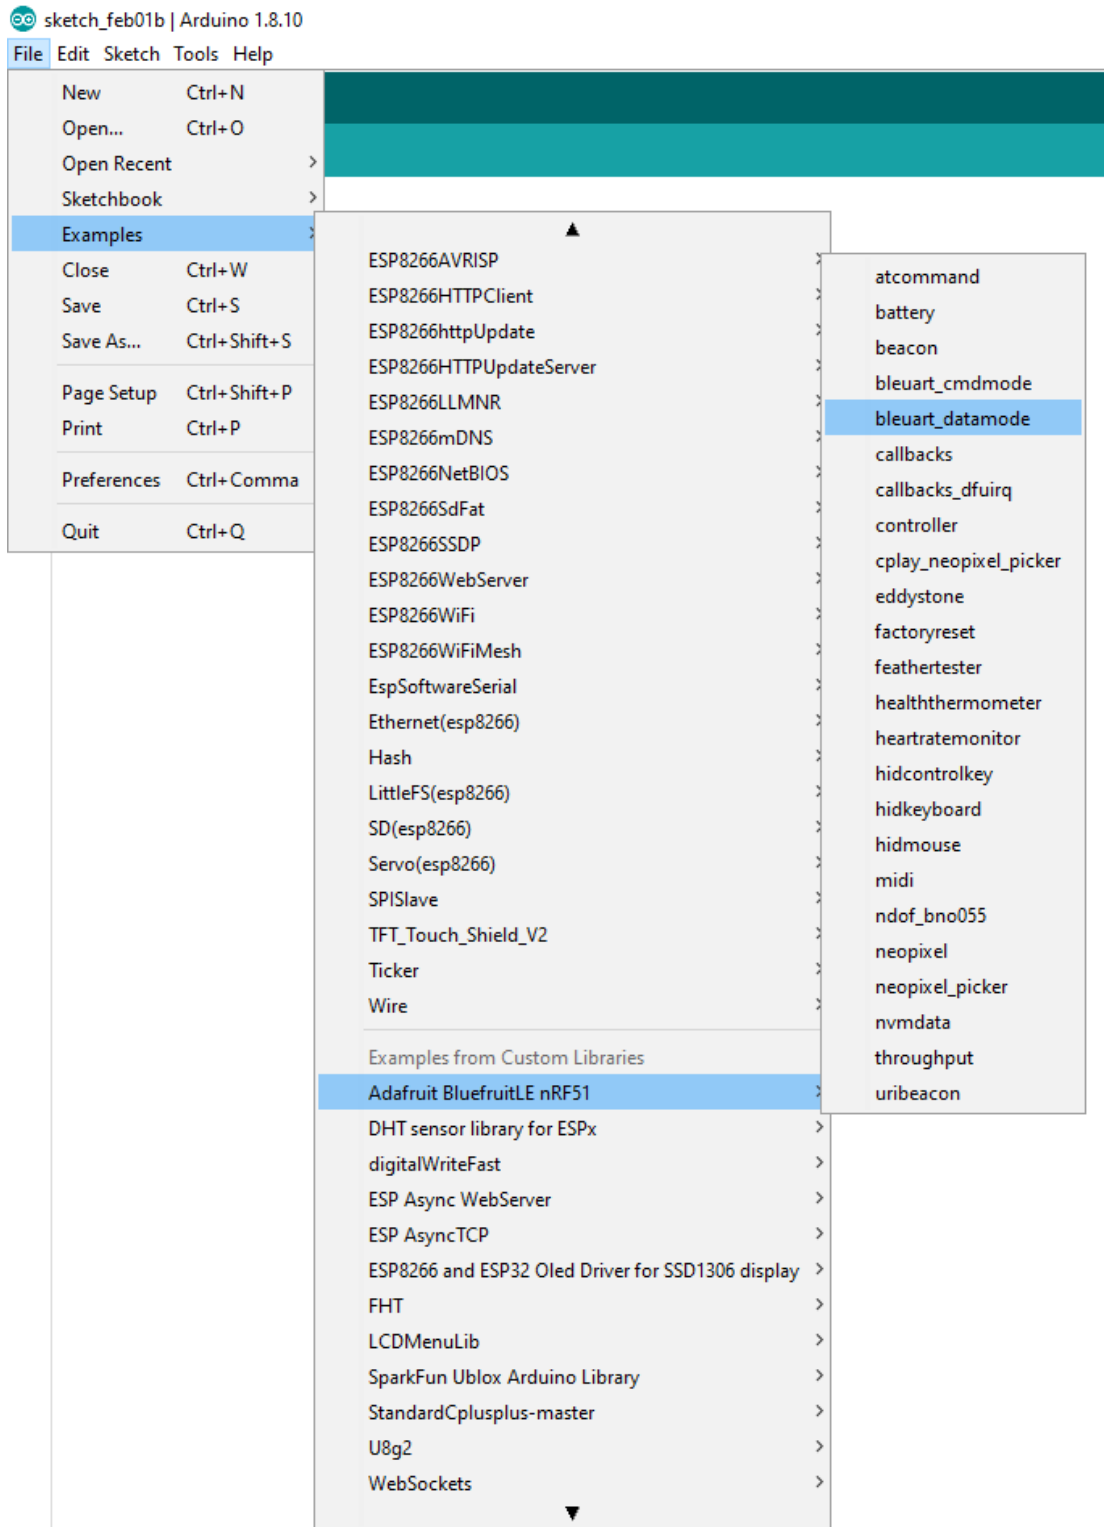 sketch_feb01b | Arduino 1.8.10
File Edit Sketch Tools Help
New Ctrl+N
Open... Ctrl+O
Open Recent
Sketchbook
Examples
Close Ctrl+W
Save Ctrl+S
Save As... Ctrl+Shift+S
Page Setup Ctrl+Shift+P
Print Ctrl+P
Preferences Ctrl+Comma
Quit Ctrl+Q
ESP8266AVRISP
ESP8266HTTPClient
ESP8266httpUpdate
ESP8266HTTPUpdateServer
ESP8266LLMNR
ESP8266mDNS
ESP8266NetBIOS
ESP8266SdFat
ESP8266SSDP
ESP8266WebServer
ESP8266WiFi
ESP8266WiFiMesh
EspSoftwareSerial
Ethernet(esp8266)
Hash
LittleFS(esp8266)
SD(esp8266)
Servo(esp8266)
SPISlave
TFT_Touch_Shield_V2
Ticker
Wire
Examples from Custom Libraries
Adafruit BluefruitLE nRF51
DHT sensor library for ESPx
digitalWriteFast
ESP Async WebServer
ESP AsyncTCP
ESP8266 and ESP32 Oled Driver for SSD1306 display
FHT
LCDMenuLib
SparkFun Ublox Arduino Library
StandardCplusplus-master
U8g2
WebSockets
atcommand
battery
beacon
bleuart_cmdmode
bleuart_datamode
callbacks
callbacks_dfuirq
controller
cplay_neopixel_picker
eddystone
factoryreset
feathertester
healththermometer
heartratemonitor
hidcontrolkey
hidkeyboard
hidmouse
midi
ndof_bno055
neopixel
neopixel_picker
nvmdata
throughput
uribeacon